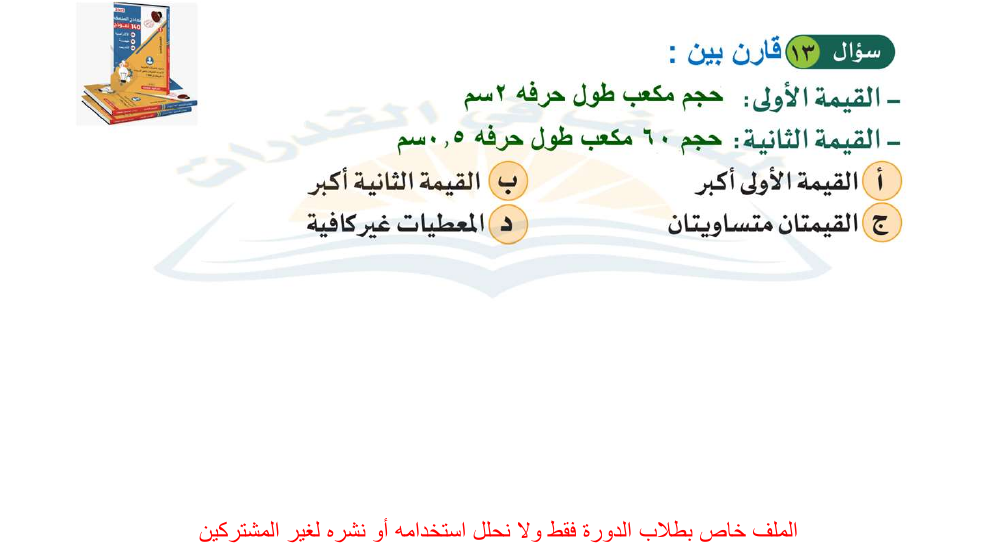 سؤال ١٣ قارن بين :
- القيمة الأولى: حجم مكعب طول حرفه ٢سم
- القيمة الثانية: حجم ٦٠ مكعب طول حرفه ٠,٥سم
أ القيمة الأولى أكبر ب القيمة الثانية أكبر
ج القيمتان متساويتان د المعطيات غير كافية
الملف خاص بطلاب الدورة فقط ولا نحلل استخدامه أو نشره لغير المشتركين